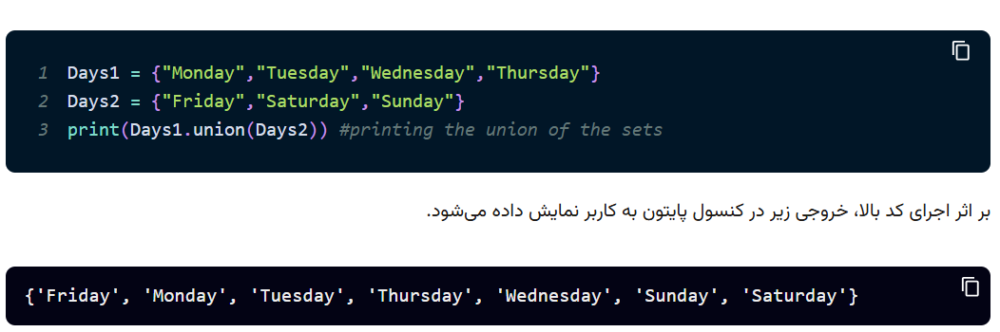 1 Days1 = {"Monday","Tuesday","Wednesday","Thursday"}
2 Days2 = {"Friday","Saturday","Sunday"}
3 print(Days1.union(Days2)) #printing the union of the sets
بر اثر اجرای کد بالا، خروجی زیر در کنسول پایتون به کاربر نمایش داده می‌شود.
{'Friday', 'Monday', 'Tuesday', 'Thursday', 'Wednesday', 'Sunday', 'Saturday'}